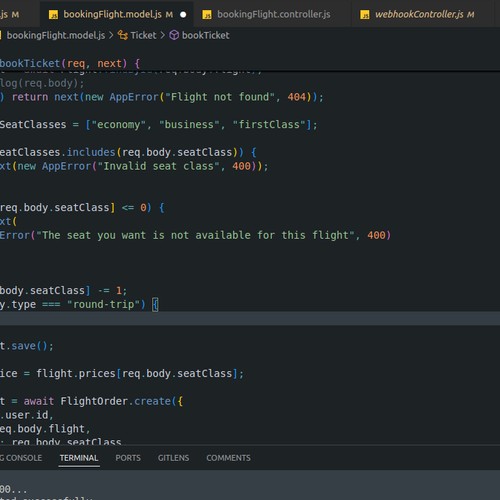 .js M bookingFlight.model.js M bookingFlight.controller.js webhookController.js M
bookingFlight.model.js > Ticket > bookTicket
bookTicket(req, next) {
log(req.body);
) return next(new AppError("Flight not found", 404));
SeatClasses = ["economy", "business", "firstClass"];
eatClasses.includes(req.body.seatClass)) {
xt(new AppError("Invalid seat class", 400));
req.body.seatClass] <= 0) {
xt(
Error("The seat you want is not available for this flight", 400)
body.seatClass] -= 1;
y.type === "round-trip") {
t.save();
ice = flight.prices[req.body.seatClass];
t = await FlightOrder.create({
.user.id,
eq.body.flight,
: req.body.seatClass
G CONSOLE TERMINAL PORTS GITLENS COMMENTS
00...